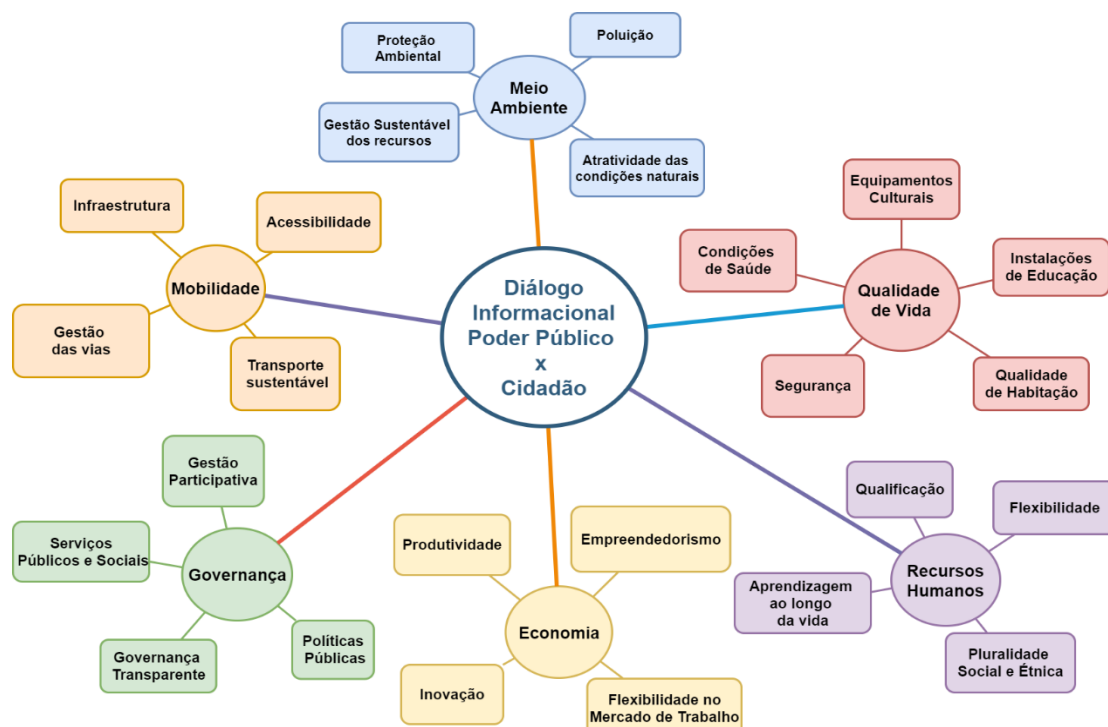 Proteção
Ambiental
Poluição
Meio
Ambiente
Gestão Sustentável
dos recursos
Atratividade das
condições naturais
Infraestrutura
Acessibilidade
Mobilidade
Gestão
das vias
Transporte
sustentável
Diálogo
Informacional
Poder Público
x
Cidadão
Equipamentos
Culturais
Condições
de Saúde
Instalações
de Educação
Qualidade
de Vida
Segurança
Qualidade
de Habitação
Gestão
Participativa
Serviços
Públicos e Sociais
Governança
Governança
Transparente
Políticas
Públicas
Produtividade
Empreendedorismo
Economia
Inovação
Flexibilidade no
Mercado de Trabalho
Qualificação
Flexibilidade
Aprendizagem
ao longo
da vida
Recursos
Humanos
Pluralidade
Social e Étnica